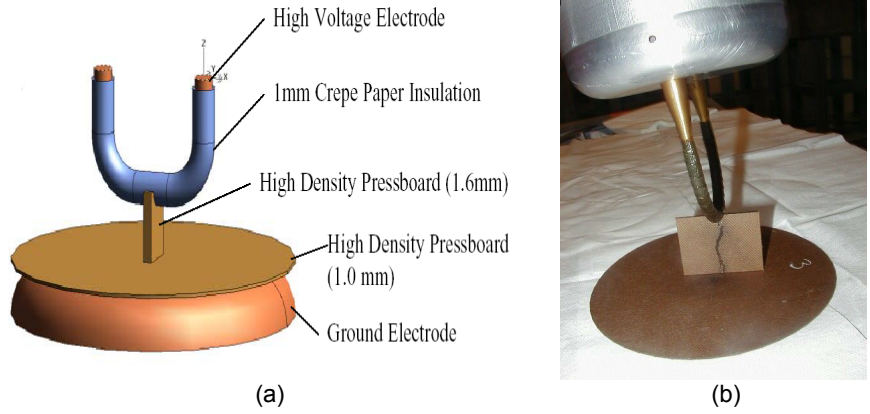 High Voltage Electrode
Z
Y
X
1mm Crepe Paper Insulation
High Density Pressboard (1.6mm)
High Density Pressboard
(1.0 mm)
Ground Electrode
3
(a)
(b)